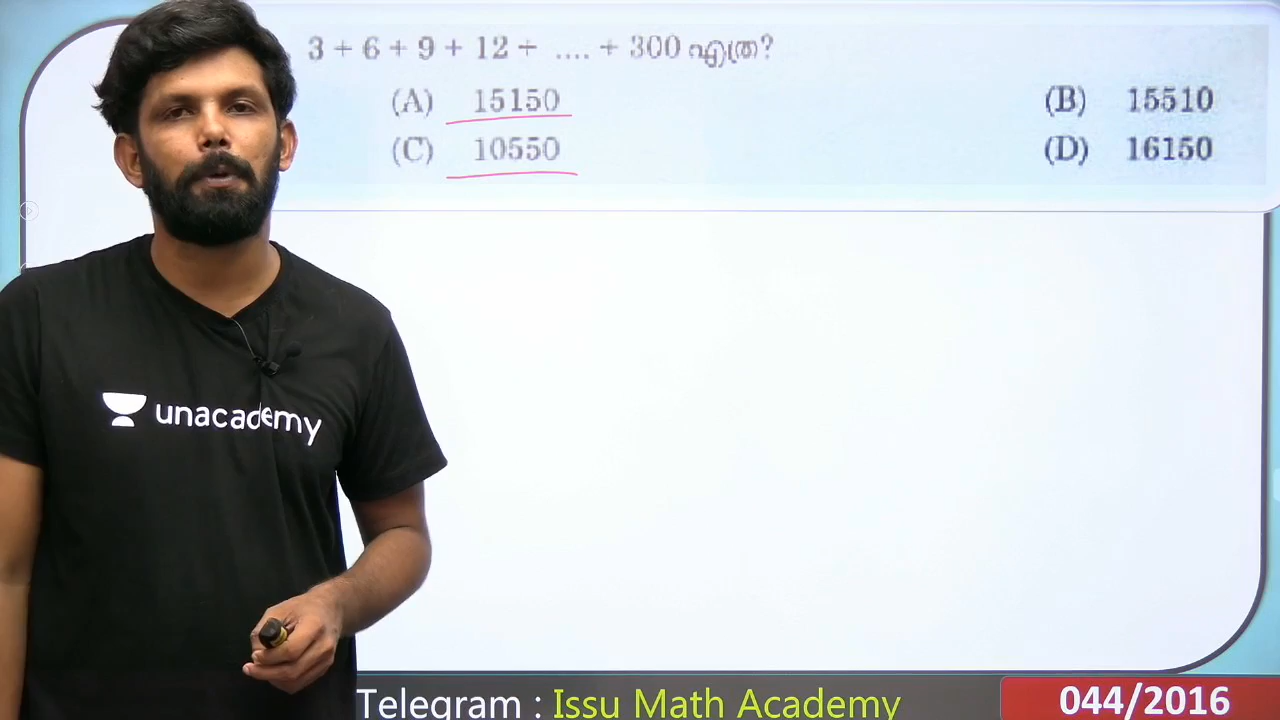 3 + 6 + 9 + 12 + .... + 300 എത്ര?
(A) 15150 (B) 15510
(C) 10550 (D) 16150
unacademy
Telegram : Issu Math Academy
044/2016